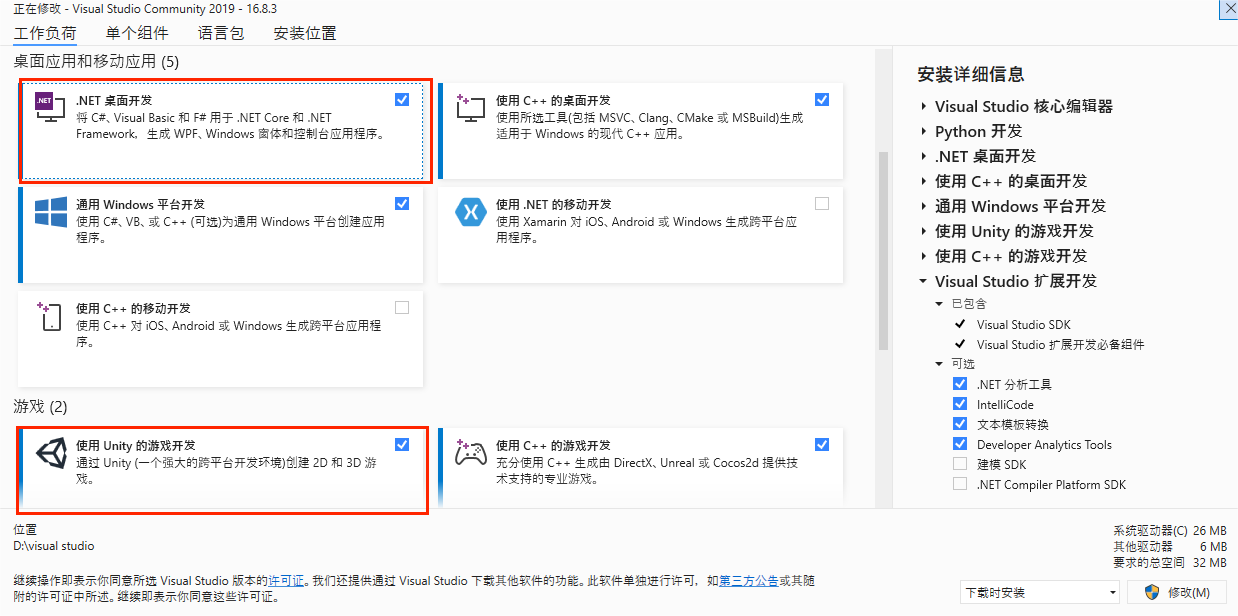 正在修改 - Visual Studio Community 2019 - 16.8.3
工作负荷 单个组件 语言包 安装位置
桌面应用和移动应用 (5)
.NET
.NET 桌面开发
将 C#、Visual Basic 和 F# 用于 .NET Core 和 .NET
Framework，生成 WPF、Windows 窗体和控制台应用程序。
使用 C++ 的桌面开发
使用所选工具(包括 MSVC、Clang、CMake 或 MSBuild)生成
适用于 Windows 的现代 C++ 应用。
通用 Windows 平台开发
使用 C#、VB、或 C++ (可选)为通用 Windows 平台创建应用
程序。
使用 .NET 的移动开发
使用 Xamarin 对 iOS、Android 或 Windows 生成跨平台应
用程序。
使用 C++ 的移动开发
使用 C++ 对 iOS、Android 或 Windows 生成跨平台应用程
序。
游戏 (2)
使用 Unity 的游戏开发
通过 Unity (一个强大的跨平台开发环境)创建 2D 和 3D 游
戏。
使用 C++ 的游戏开发
充分使用 C++ 生成由 DirectX、Unreal 或 Cocos2d 提供技
术支持的专业游戏。
安装详细信息
Visual Studio 核心编辑器
Python 开发
.NET 桌面开发
使用 C++ 的桌面开发
通用 Windows 平台开发
使用 Unity 的游戏开发
使用 C++ 的游戏开发
Visual Studio 扩展开发
已包含
Visual Studio SDK
Visual Studio 扩展开发必备组件
可选
.NET 分析工具
IntelliCode
文本模板转换
Developer Analytics Tools
建模 SDK
.NET Compiler Platform SDK
位置
D:\visual studio
继续操作即表示你同意所选 Visual Studio 版本的许可证。我们还提供通过 Visual Studio 下载其他软件的功能。此软件单独进行许可，如第三方公告或其随
附的许可证中所述。继续即表示你同意这些许可证。
系统驱动器(C) 26 MB
其他驱动器 6 MB
要求的总空间 32 MB
下载时安装
修改(M)